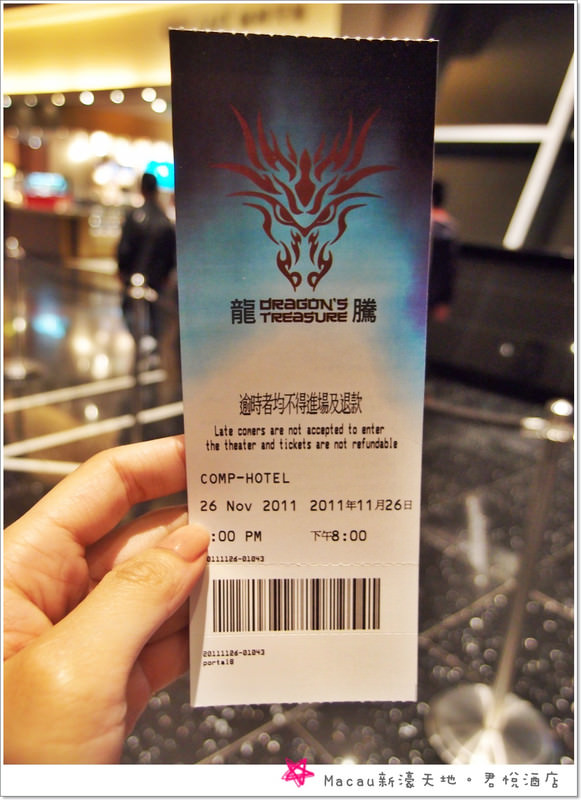 龍 DRAGON'S TREASURE 騰
逾時者均不得進場及退款
Late comers are not accepted to enter
the theater and tickets are not refundable
COMP-HOTEL
26 Nov 2011 2011年11月26日
:00 PM 下午8:00
20111126-01043
20111126-01043
portal8
Macau新濠天地。君悅酒店